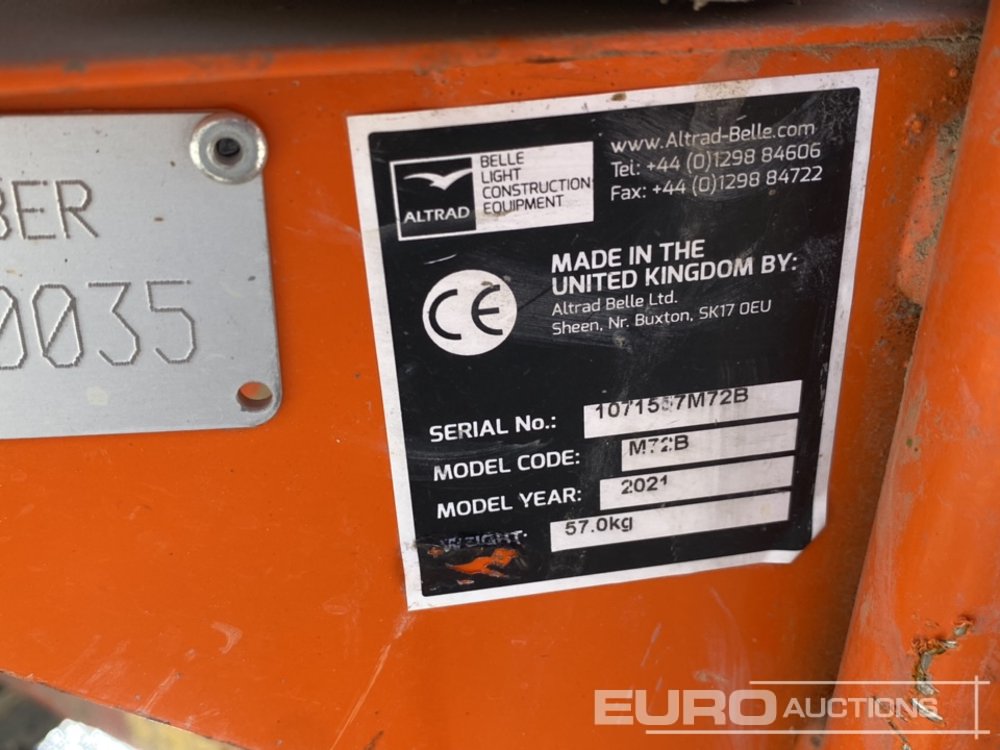 BER
0035
ALTRAD
BELLE
LIGHT
CONSTRUCTION
EQUIPMENT
www.Altrad-Belle.com
Tel: +44 (0)1298 84606
Fax: +44 (0)1298 84722
CE
MADE IN THE
UNITED KINGDOM BY:
Altrad Belle Ltd.
Sheen, Nr. Buxton, SK17 0EU
SERIAL No.:
MODEL CODE: M72B
MODEL YEAR: 2021
WEIGHT: 57.0kg
EURO AUCTIONS